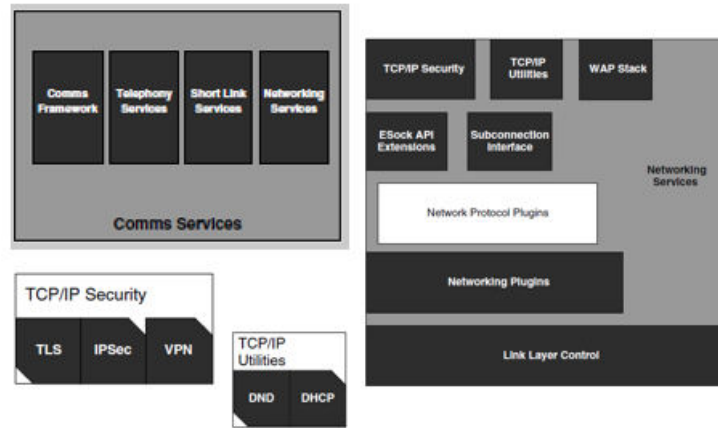 Comms
Framework
Telephony
Services
Short Link
Services
Networking
Services
Comms Services
TCP/IP Security
TLS
IPSec
VPN
TCP/IP
Utilities
DND
DHCP
TCP/IP Security
TCP/IP
Utilities
WAP Stack
ESock API
Extensions
Subconnection
Interface
Networking
Services
Network Protocol Plugins
Networking Plugins
Link Layer Control